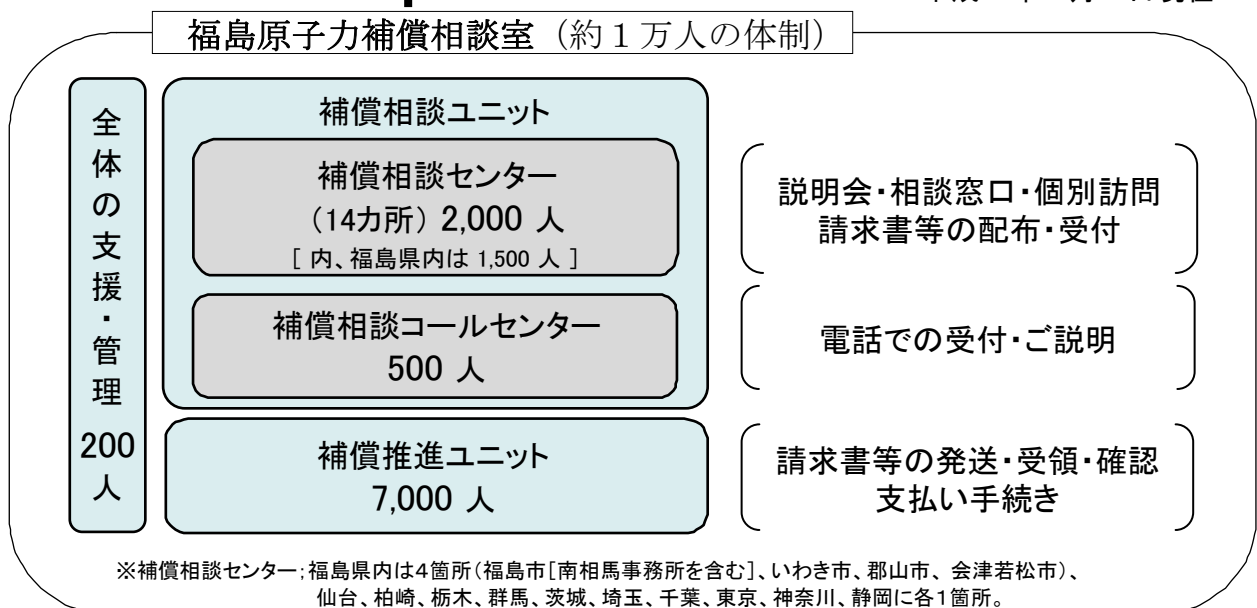 福島原子力補償相談室（約１万人の体制）
全体の支援・管理
200
人
補償相談ユニット
補償相談センター
（14カ所）2,000 人
[ 内、福島県内は 1,500 人 ]
説明会・相談窓口・個別訪問
請求書等の配布・受付
補償相談コールセンター
500 人
電話での受付・ご説明
補償推進ユニット
7,000 人
請求書等の発送・受領・確認
支払い手続き
※補償相談センター；福島県内は４箇所（福島市[南相馬事務所を含む]、いわき市、郡山市、会津若松市）、
仙台、柏崎、栃木、群馬、茨城、埼玉、千葉、東京、神奈川、静岡に各１箇所。